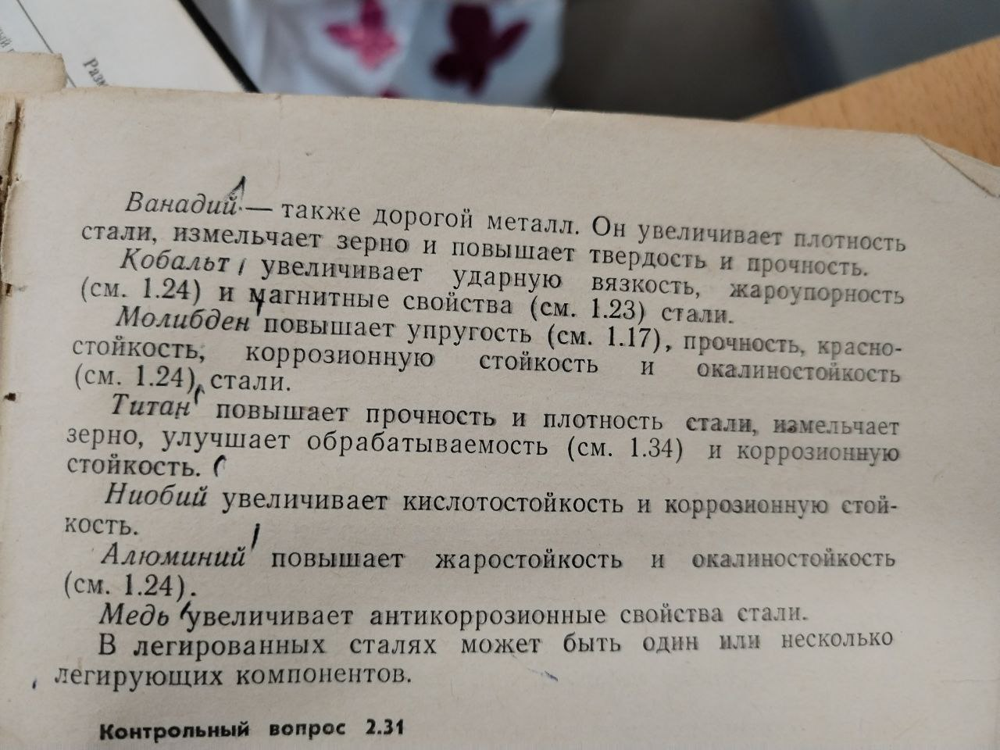 Разм
Ванадий — также дорогой металл. Он увеличивает плотность
стали, измельчает зерно и повышает твердость и прочность.
Кобальт увеличивает ударную вязкость, жароупорность
(см. 1.24) и магнитные свойства (см. 1.23) стали.
Молибден повышает упругость (см. 1.17), прочность, красно-
стойкость, коррозионную стойкость и окалиностойкость
(см. 1.24), стали.
Титан повышает прочность и плотность стали, измельчает
зерно, улучшает обрабатываемость (см. 1.34) и коррозионную
стойкость.
Ниобий увеличивает кислотостойкость и коррозионную стой-
кость.
Алюминий повышает жаростойкость и окалиностойкость
(см. 1.24).
Медь увеличивает антикоррозионные свойства стали.
В легированных сталях может быть один или несколько
легирующих компонентов.
Контрольный вопрос 2.31